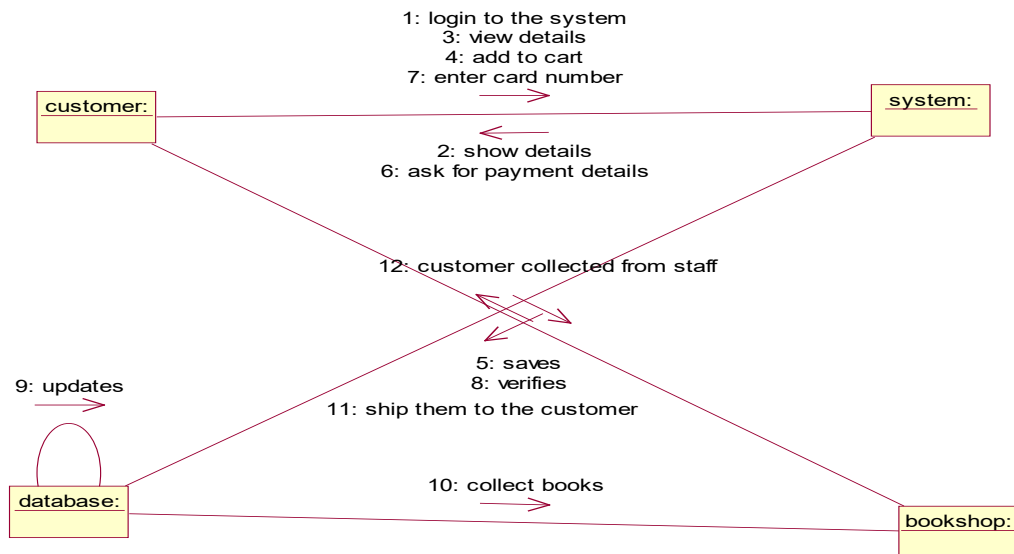 1: login to the system
3: view details
4: add to cart
7: enter card number
customer:
system:
2: show details
6: ask for payment details
12: customer collected from staff
5: saves
8: verifies
9: updates
11: ship them to the customer
10: collect books
database:
bookshop: